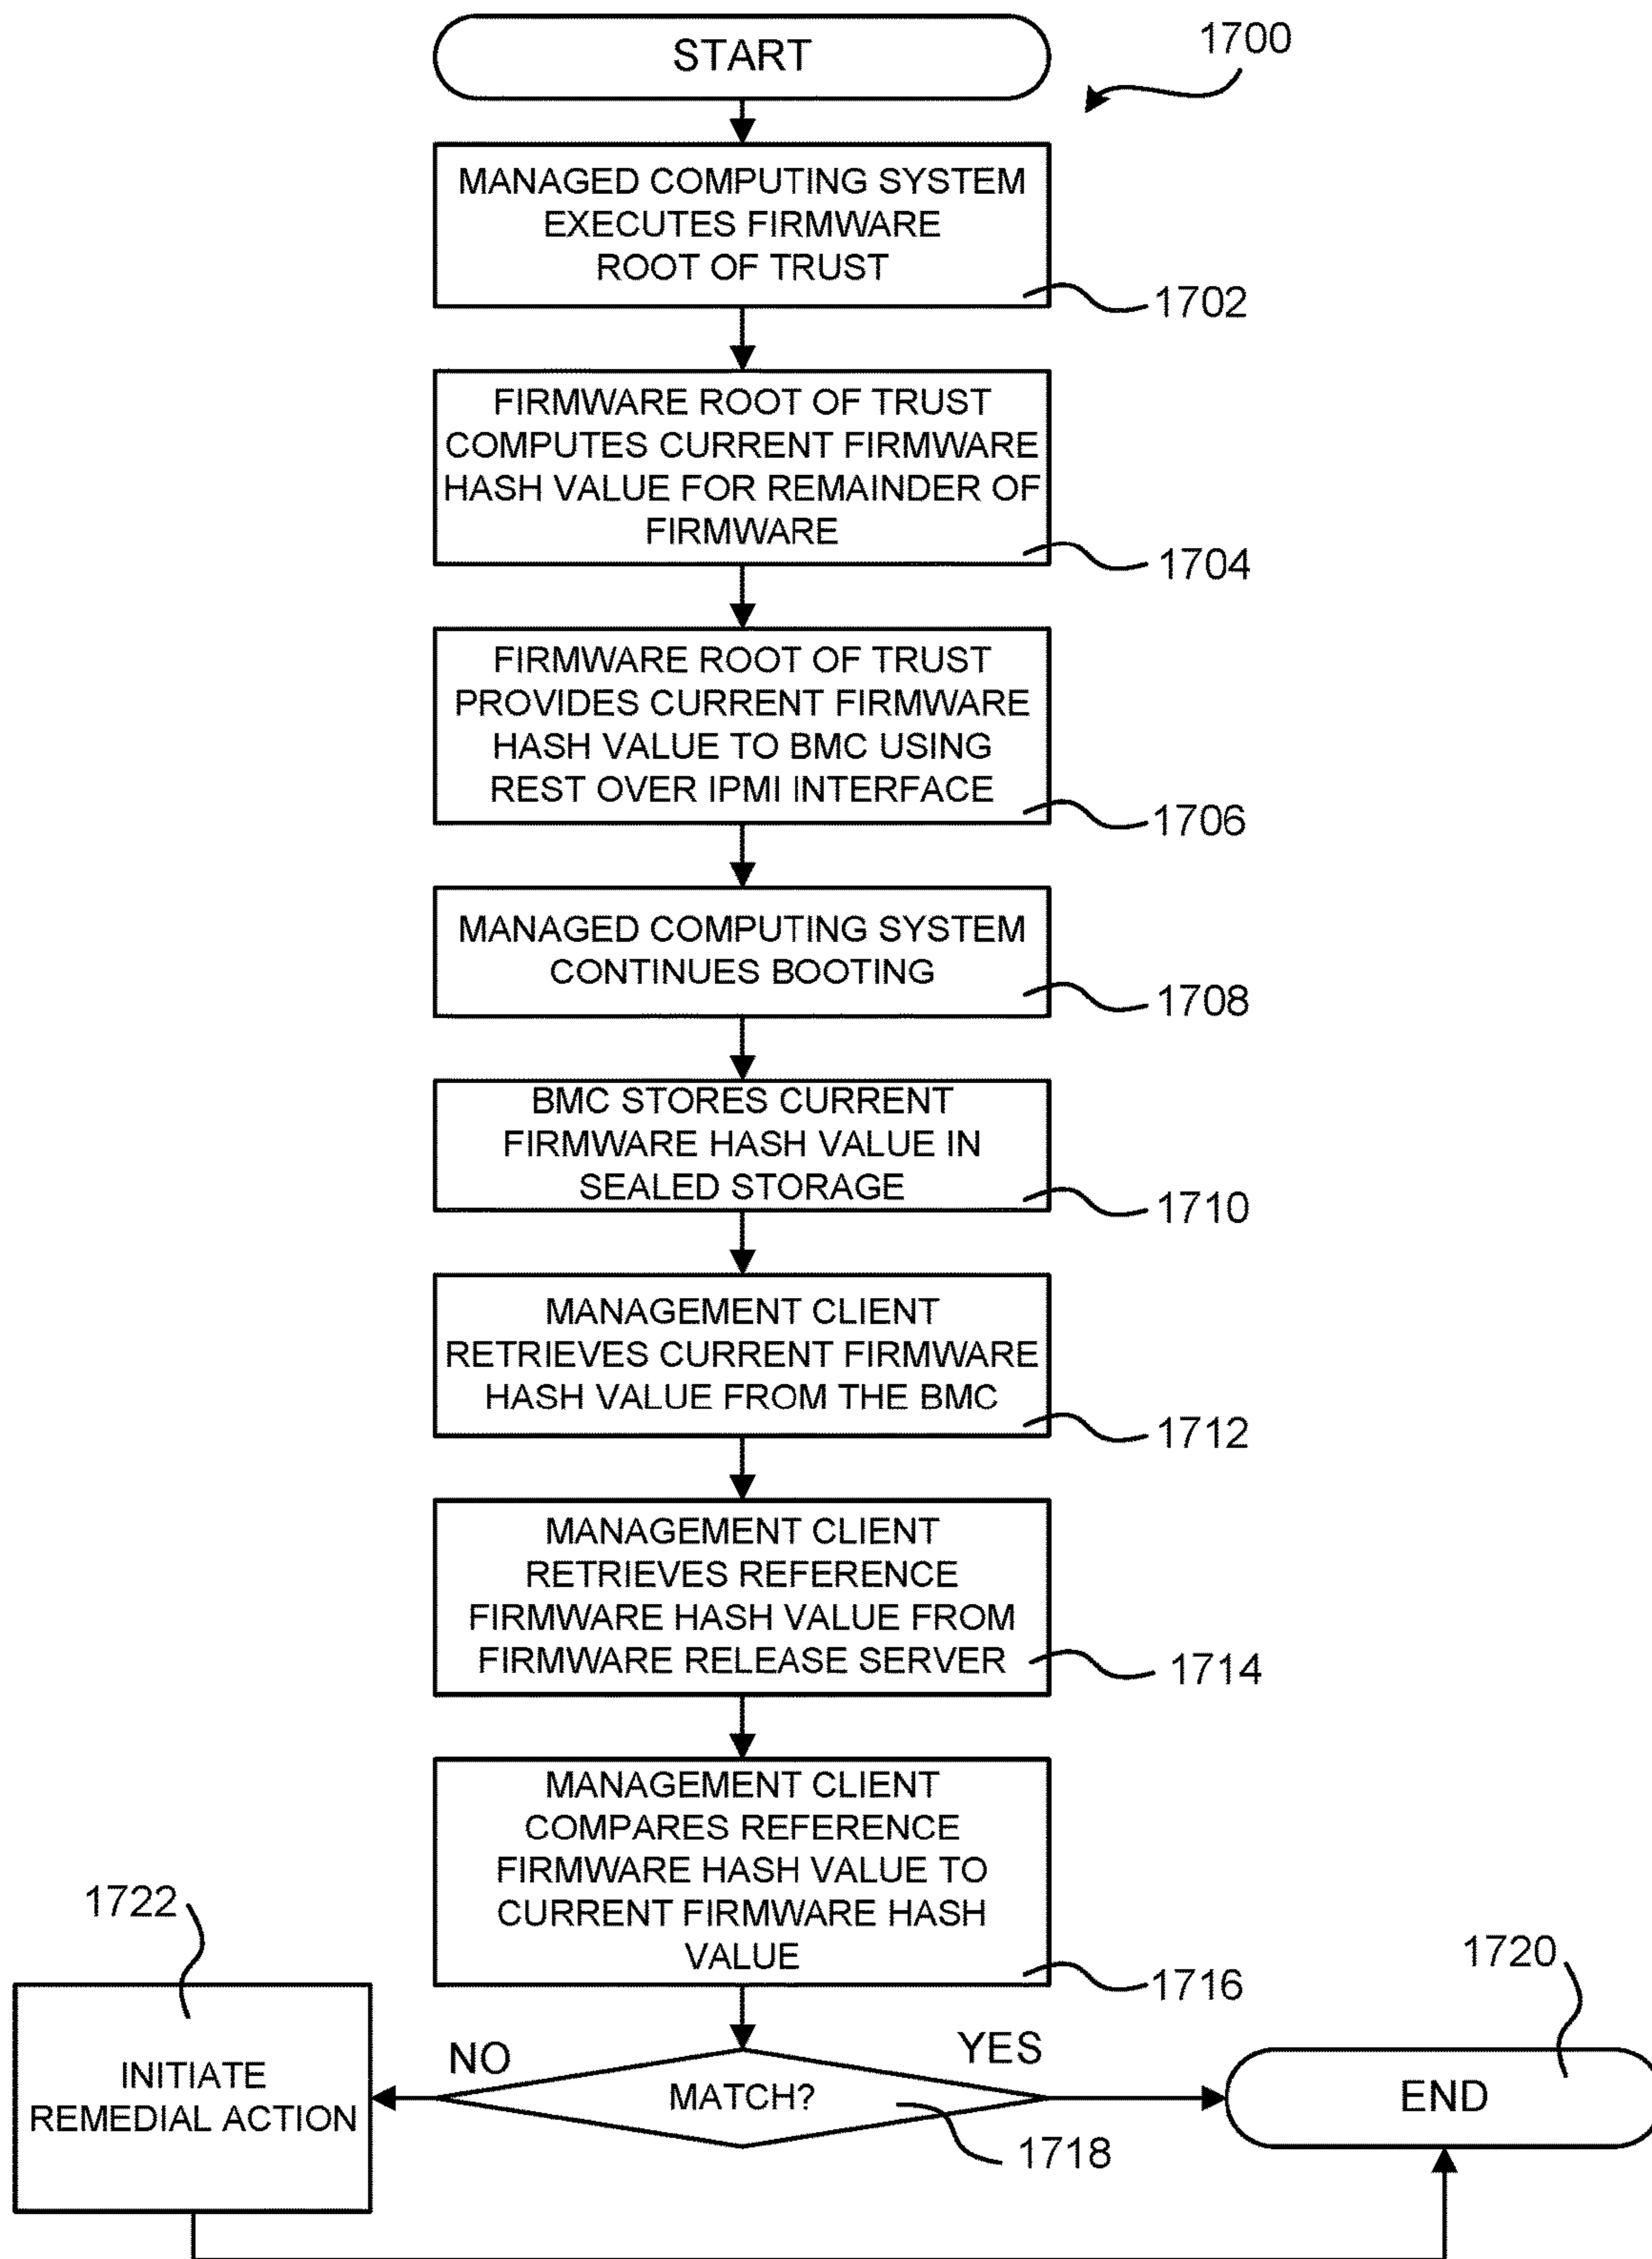 START
1700
MANAGED COMPUTING SYSTEM
EXECUTES FIRMWARE
ROOT OF TRUST
1702
FIRMWARE ROOT OF TRUST
COMPUTES CURRENT FIRMWARE
HASH VALUE FOR REMAINDER OF
FIRMWARE
1704
FIRMWARE ROOT OF TRUST
PROVIDES CURRENT FIRMWARE
HASH VALUE TO BMC USING
REST OVER IPMI INTERFACE
1706
MANAGED COMPUTING SYSTEM
CONTINUES BOOTING
1708
BMC STORES CURRENT
FIRMWARE HASH VALUE IN
SEALED STORAGE
1710
MANAGEMENT CLIENT
RETRIEVES CURRENT FIRMWARE
HASH VALUE FROM THE BMC
1712
MANAGEMENT CLIENT
RETRIEVES REFERENCE
FIRMWARE HASH VALUE FROM
FIRMWARE RELEASE SERVER
1714
MANAGEMENT CLIENT
COMPARES REFERENCE
FIRMWARE HASH VALUE TO
CURRENT FIRMWARE HASH
VALUE
1716
1722
INITIATE
REMEDIAL ACTION
NO
MATCH?
YES
1718
1720
END